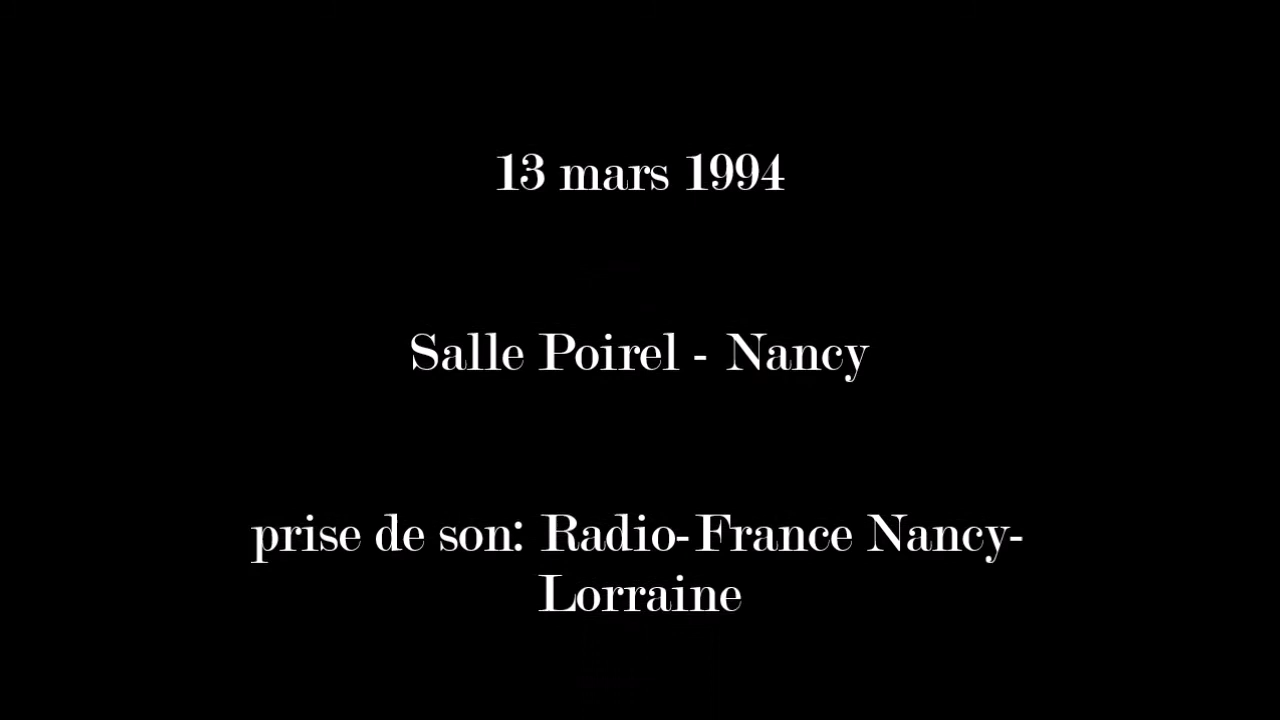 13 mars 1994
Salle Poirel - Nancy
prise de son: Radio-France Nancy-
Lorraine